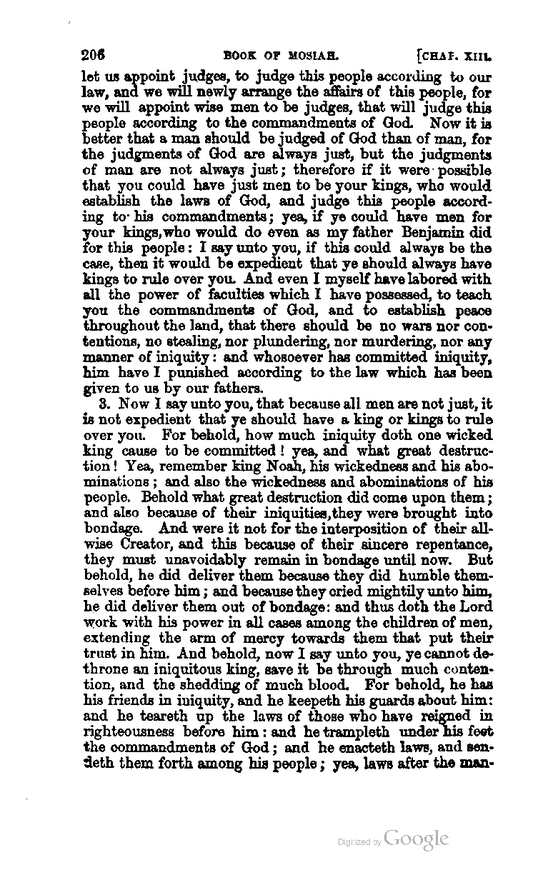 206 BOOK OF MOSIAH. [CHAP. XIII.
let us appoint judges, to judge this people according to our
law, and we will newly arrange the affairs of this people, for
we will appoint wise men to be judges, that will judge this
people according to the commandments of God. Now it is
better that a man should be judged of God than of man, for
the judgments of God are always just, but the judgments
of man are not always just; therefore if it were possible
that you could have just men to be your kings, who would
establish the laws of God, and judge this people accord-
ing to his commandments; yea, if ye could have men for
your kings, who would do even as my father Benjamin did
for this people: I say unto you, if this could always be the
case, then it would be expedient that ye should always have
kings to rule over you. And even I myself have labored with
all the power of faculties which I have possessed, to teach
you the commandments of God, and to establish peace
throughout the land, that there should be no wars nor con-
tentions, no stealing, nor plundering, nor murdering, nor any
manner of iniquity: and whosoever has committed iniquity,
him have I punished according to the law which has been
given to us by our fathers.
3. Now I say unto you, that because all men are not just, it
is not expedient that ye should have a king or kings to rule
over you. For behold, how much iniquity doth one wicked
king cause to be committed! yea, and what great destruc-
tion! Yea, remember king Noah, his wickedness and his abo-
minations; and also the wickedness and abominations of his
people. Behold what great destruction did come upon them;
and also because of their iniquities, they were brought into
bondage. And were it not for the interposition of their all-
wise Creator, and this because of their sincere repentance,
they must unavoidably remain in bondage until now. But
behold, he did deliver them because they did humble them-
selves before him; and because they cried mightily unto him,
he did deliver them out of bondage: and thus doth the Lord
work with his power in all cases among the children of men,
extending the arm of mercy towards them that put their
trust in him. And behold, now I say unto you, ye cannot de-
throne an iniquitous king, save it be through much conten-
tion, and the shedding of much blood. For behold, he has
his friends in iniquity, and he keepeth his guards about him:
and he teareth up the laws of those who have reigned in
righteousness before him: and he trampleth under his feet
the commandments of God; and he enacteth laws, and sen-
deth them forth among his people; yea, laws after the man-
Digitized by Google